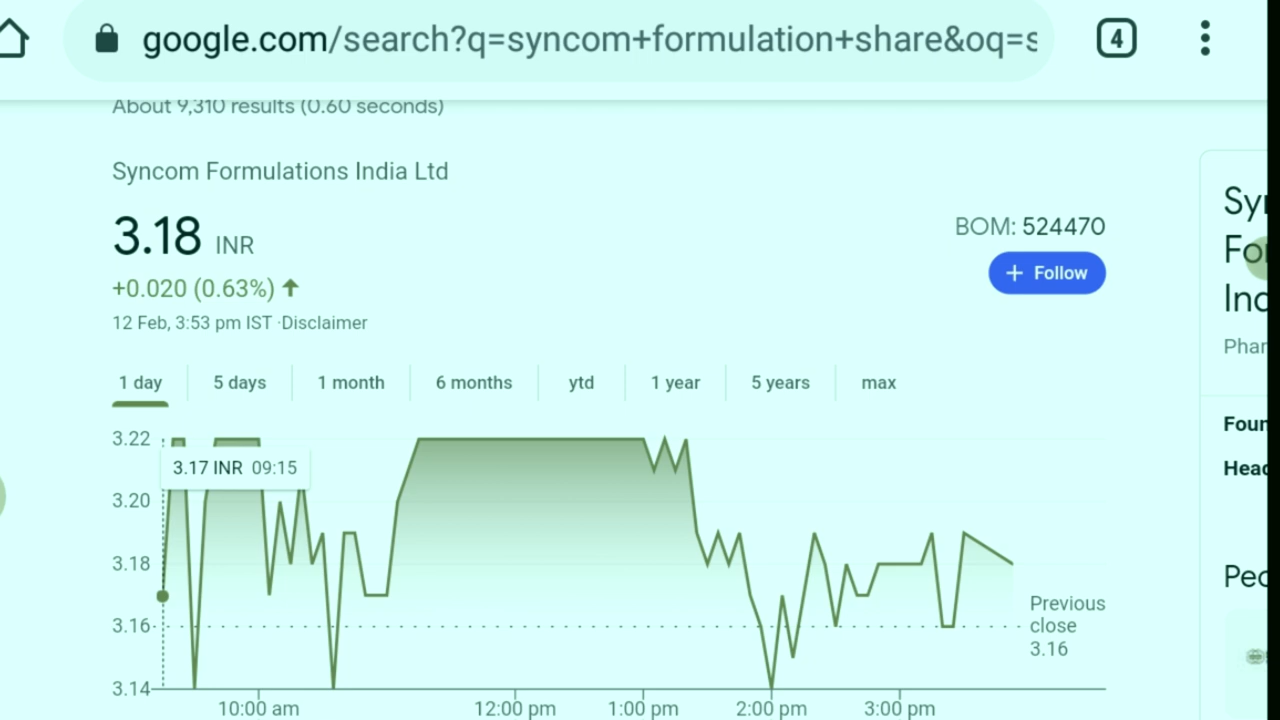 google.com/search?q=syncom+formulation+share&oq=s
4
About 9,310 results (0.60 seconds)
Syncom Formulations India Ltd
3.18 INR
BOM: 524470
+ Follow
+0.020 (0.63%)
12 Feb, 3:53 pm IST ·Disclaimer
1 day 5 days 1 month 6 months ytd 1 year 5 years max
3.22
3.17 INR 09:15
3.20
3.18
3.16
3.14
Previous
close
3.16
10:00 am 12:00 pm 1:00 pm 2:00 pm 3:00 pm